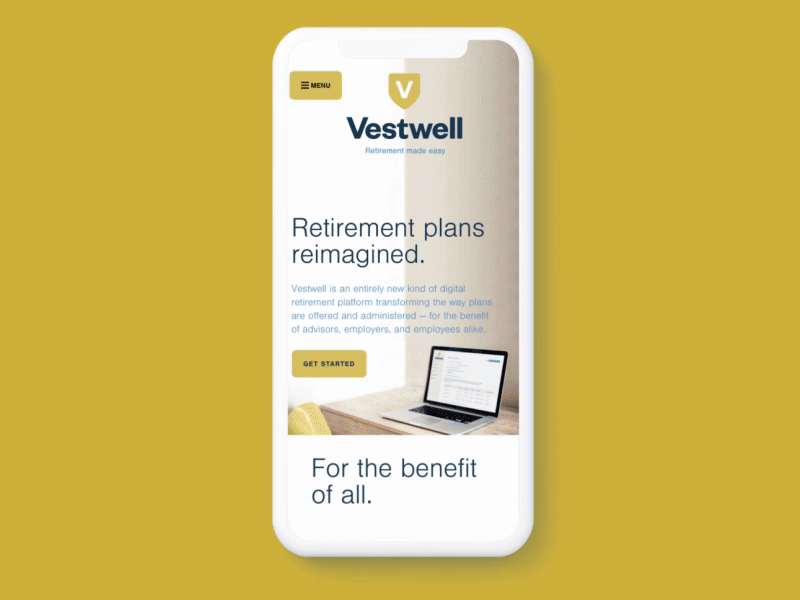 MENU
V
Vestwell
Retirement made easy
Retirement plans
reimagined.
Vestwell is an entirely new kind of digital
retirement platform transforming the way plans
are offered and administered — for the benefit
of advisors, employers, and employees alike.
GET STARTED
For the benefit
of all.